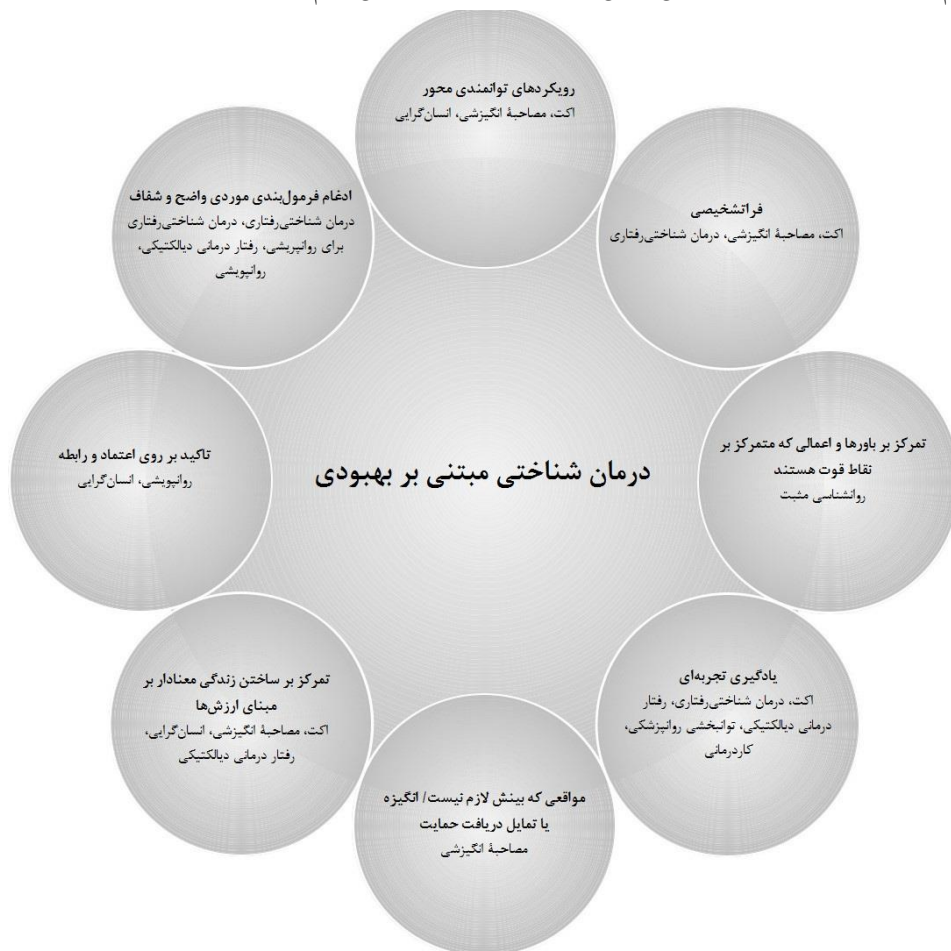 رویکردهای توانمندی محور
اکت، مصاحبهٔ انگیزشی، انسان‌گرایی
فراتشخیصی
اکت، مصاحبهٔ انگیزشی، درمان شناختی‌رفتاری
تمرکز بر باورها و اعمالی که متمرکز بر
نقاط قوت هستند
روانشناسی مثبت
یادگیری تجربه‌ای
اکت، درمان شناختی‌رفتاری، رفتار
درمانی دیالکتیکی، توانبخشی روانپزشکی،
کاردرمانی
مواقعی که بینش لازم نیست/ انگیزه
یا تمایل دریافت حمایت
مصاحبهٔ انگیزشی
تمرکز بر ساختن زندگی معنادار بر
مبنای ارزش‌ها
اکت، مصاحبهٔ انگیزشی، انسان‌گرایی،
رفتار درمانی دیالکتیکی
تاکید بر روی اعتماد و رابطه
روانپویشی، انسان‌گرایی
ادغام فرمول‌بندی موردی واضح و شفاف
درمان شناختی‌رفتاری، درمان شناختی‌رفتاری
برای روانپریشی، رفتار درمانی دیالکتیکی،
روانپویشی
درمان شناختی مبتنی بر بهبودی